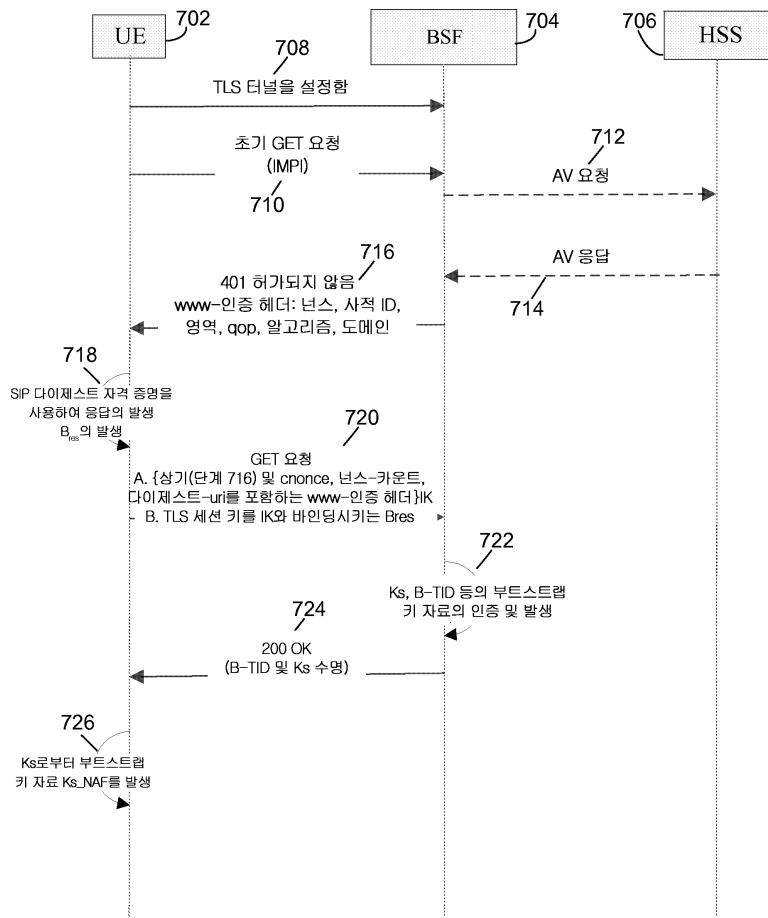 UE
702
BSF
704
706
HSS
708
TLS 터널을 설정함
초기 GET 요청
(IMPI)
710
712
AV 요청
AV 응답
714
716
401 허가되지 않음
www-인증 헤더: 넌스, 사적 ID,
영역, qop, 알고리즘, 도메인
718
SIP 다이제스트 자격 증명을
사용하여 응답의 발생
Bres의 발생
720
GET 요청
A. {상기(단계 716) 및 cnonce, 넌스-카운트,
다이제스트-uri를 포함하는 www-인증 헤더}IK
B. TLS 세션 키를 IK와 바인딩시키는 Bres
722
Ks, B-TID 등의 부트스트랩
키 자료의 인증 및 발생
724
200 OK
(B-TID 및 Ks 수명)
726
Ks로부터 부트스트랩
키 자료 Ks_NAF를 발생